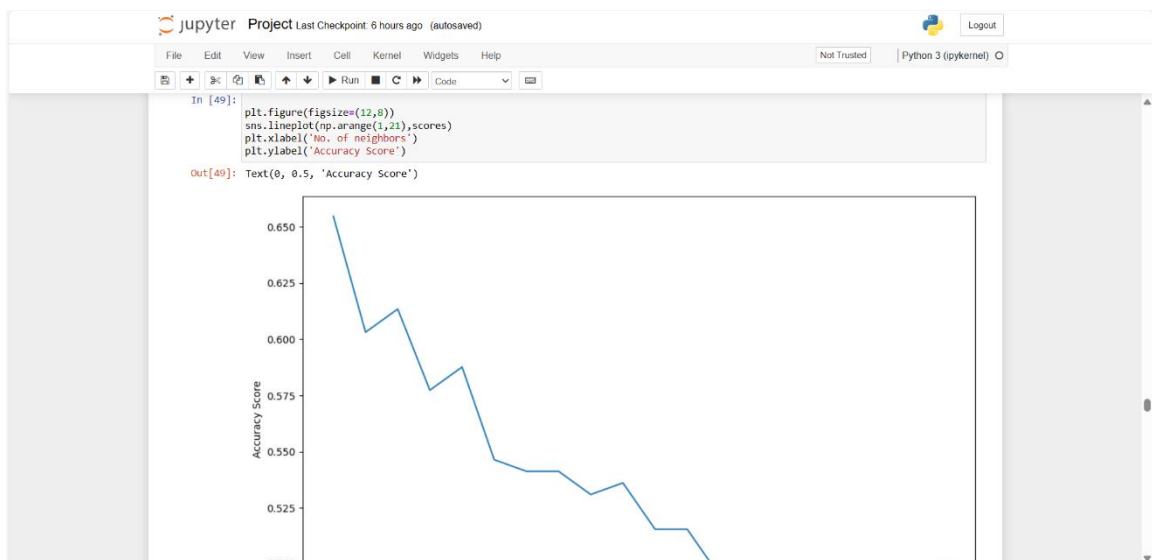 jupyter Project Last Checkpoint: 6 hours ago (autosaved)
Logout
File Edit View Insert Cell Kernel Widgets Help
Not Trusted
Python 3 (ipykernel)
Run
Code
In [49]:
plt.figure(figsize=(12,8))
sns.lineplot(np.arange(1,21),scores)
plt.xlabel('No. of neighbors')
plt.ylabel('Accuracy Score')
Out[49]: Text(0, 0.5, 'Accuracy Score')
0.650
0.625
0.600
0.575
0.550
0.525
Accuracy Score